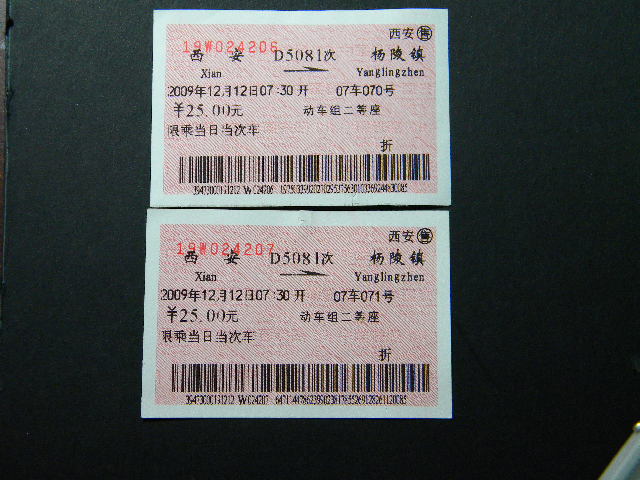 西安㊄售
19W024206
西安 D5081次 杨陵镇
Xian Yanglingzhen
2009年12月12日07:30开 07车070号
￥25.00元 动车组二等座
限乘当日当次车
折
西安售
19W024207
西安 D5081次 杨陵镇
Xian Yanglingzhen
2009年12月12日07:30开 07车071号
￥25.00元 动车组二等座
限乘当日当次车
折